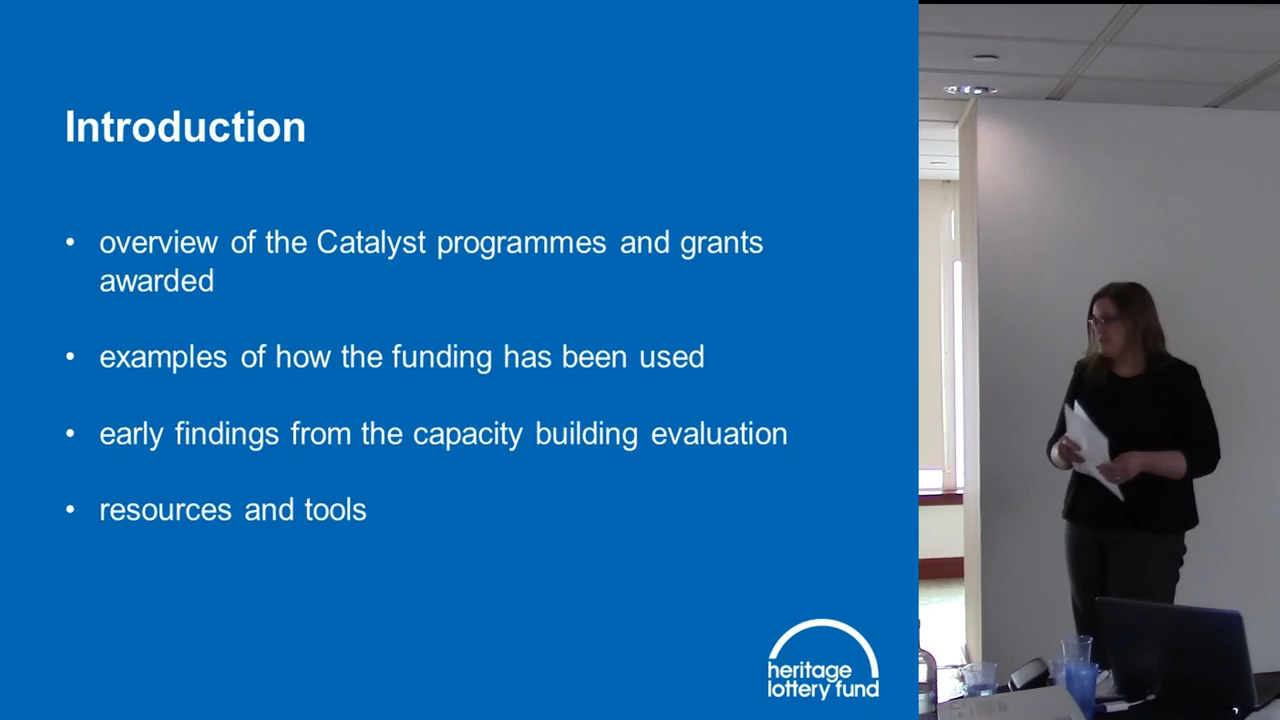 Introduction
• overview of the Catalyst programmes and grants
awarded
• examples of how the funding has been used
• early findings from the capacity building evaluation
• resources and tools
heritage
lottery fund